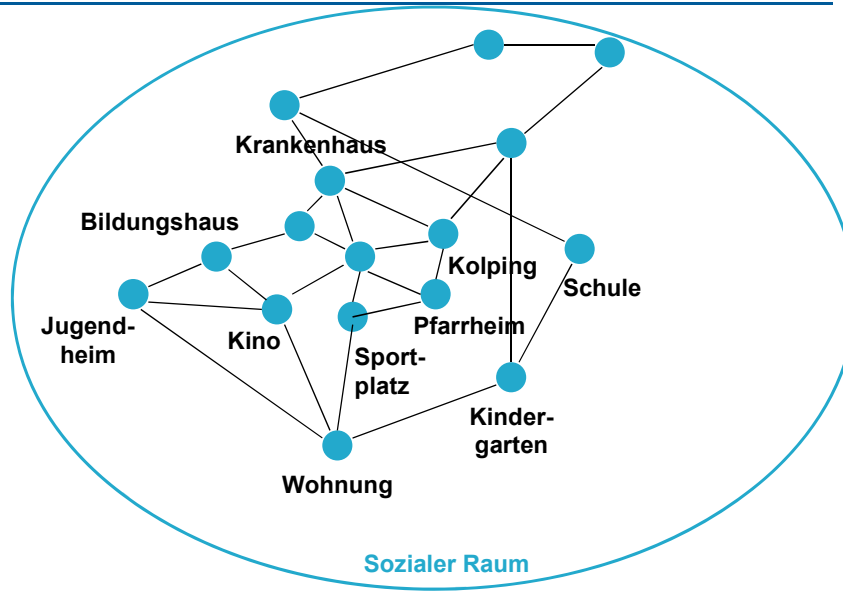 Krankenhaus
Bildungshaus
Kolping
Schule
Jugend-
heim
Kino
Pfarrheim
Sport-
platz
Kinder-
garten
Wohnung
Sozialer Raum